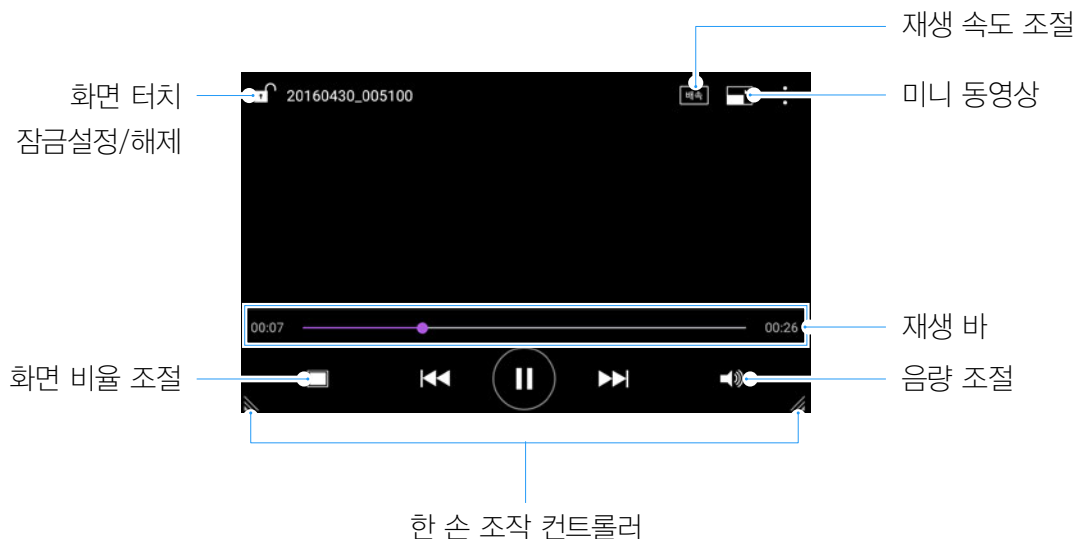 재생 속도 조절
화면 터치
잠금설정/해제
20160430_005100
배속
미니 동영상
00:07
00:26
재생 바
화면 비율 조절
음량 조절
한 손 조작 컨트롤러